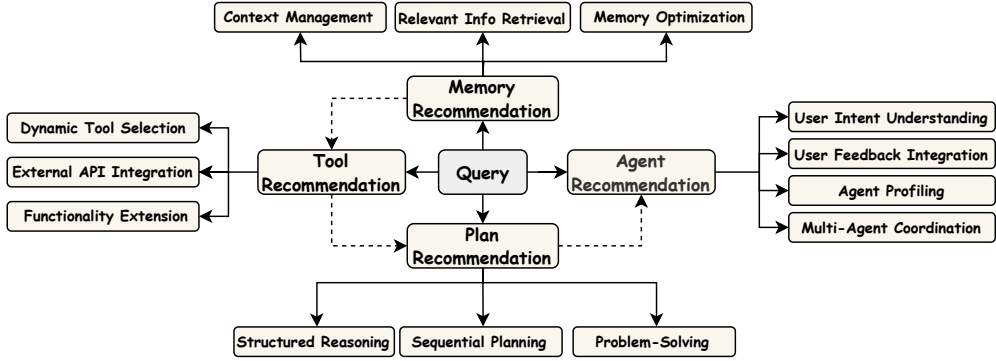 Context Management
Relevant Info Retrieval
Memory Optimization
Memory
Recommendation
Dynamic Tool Selection
External API Integration
Functionality Extension
Tool
Recommendation
Query
Agent
Recommendation
User Intent Understanding
User Feedback Integration
Agent Profiling
Multi-Agent Coordination
Plan
Recommendation
Structured Reasoning
Sequential Planning
Problem-Solving